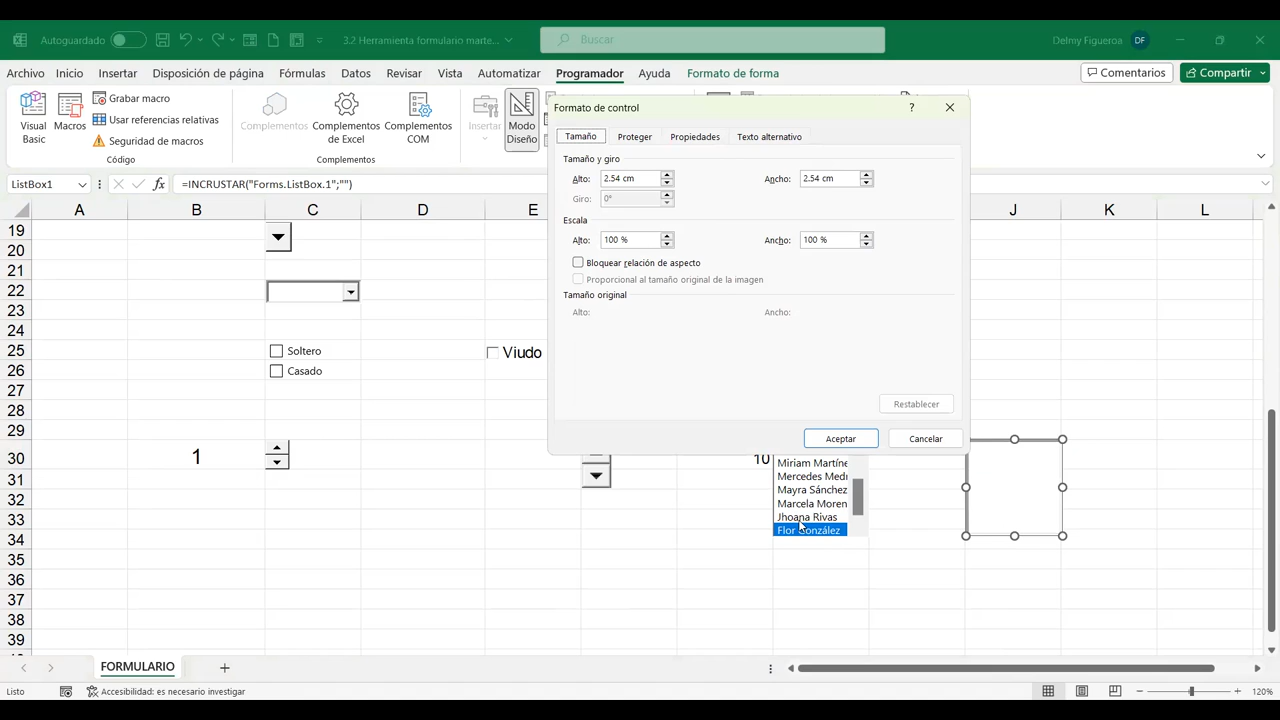 Autoguardado
3.2 Herramienta formulario marte...
Buscar
Delmy Figueroa
DF
Archivo Inicio Insertar Disposición de página Fórmulas Datos Revisar Vista Automatizar Programador Ayuda Formato de forma
Comentarios
Compartir
Visual Basic
Macros
Grabar macro
Usar referencias relativas
Seguridad de macros
Código
Complementos
Complementos de Excel
Complementos COM
Complementos
Insertar
Modo Diseño
Formato de control
?
Tamaño Proteger Propiedades Texto alternativo
Tamaño y giro
Alto: 2.54 cm Ancho: 2.54 cm
Giro: 0°
Escala
Alto: 100 % Ancho: 100 %
Bloquear relación de aspecto
Proporcional al tamaño original de la imagen
Tamaño original
Alto: Ancho:
Restablecer
Aceptar Cancelar
ListBox1
fx
=INCRUSTAR("Forms.ListBox.1";"")
A B C D E J K L
19
20
21
22
23
24
25 Soltero Viudo
26 Casado
27
28
29
30 1 10
Miriam Martíne
Mercedes Medi
31
Mayra Sánchez
32
Marcela Moren
33 Jhoana Rivas
34 Flor González
35
36
37
38
39
FORMULARIO
Listo
Accesibilidad: es necesario investigar
120%